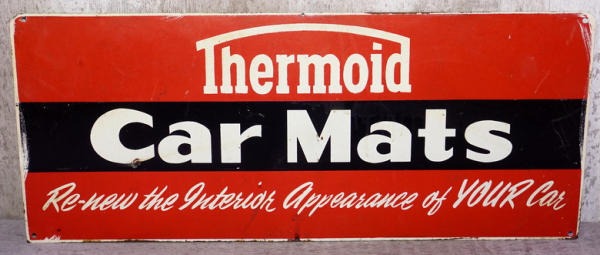 Thermoid
Car Mats
Re-new the Interior Appearance of YOUR Car